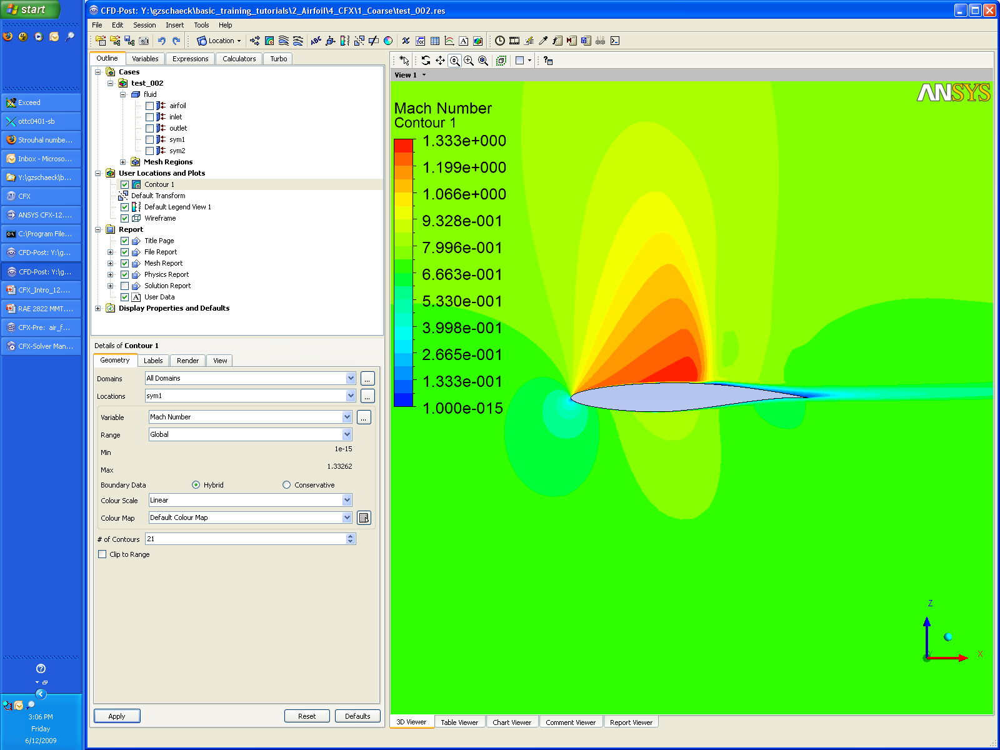 start
CFD-Post: Y:\gzschaeck\basic_training_tutorials\2_Airfoil\4_CFX\1_Coarse\test_002.res
File Edit Session Insert Tools Help
Location
Outline Variables Expressions Calculators Turbo
Cases
test_002
fluid
airfoil
inlet
outlet
sym1
sym2
Mesh Regions
User Locations and Plots
Contour 1
Default Transform
Default Legend View 1
Wireframe
Report
Title Page
File Report
Mesh Report
Physics Report
Solution Report
A User Data
Display Properties and Defaults
Exceed
ottc0401-sb
Strouhal numbe...
Inbox - Microso...
Y:\gzschaeck\b...
CFX
ANSYS CFX-12....
C:\Program File...
CFD-Post: Y:\g...
CFD-Post: Y:\g...
CFX_Intro_12....
RAE 2822 MMT....
CFX-Pre: air_f...
CFX-Solver Man...
Details of Contour 1
Geometry Labels Render View
Domains All Domains ...
Locations sym1 ...
Variable Mach Number ...
Range Global
Min 1e-15
Max 1.33262
Boundary Data Hybrid Conservative
Colour Scale Linear
Colour Map Default Colour Map
# of Contours 21
Clip to Range
Apply Reset Defaults
View 1
ANSYS
Mach Number
Contour 1
1.333e+000
1.199e+000
1.066e+000
9.328e-001
7.996e-001
6.663e-001
5.330e-001
3.998e-001
2.665e-001
1.333e-001
1.000e-015
Z
Y
X
3D Viewer Table Viewer Chart Viewer Comment Viewer Report Viewer
3:06 PM
Friday
6/12/2009